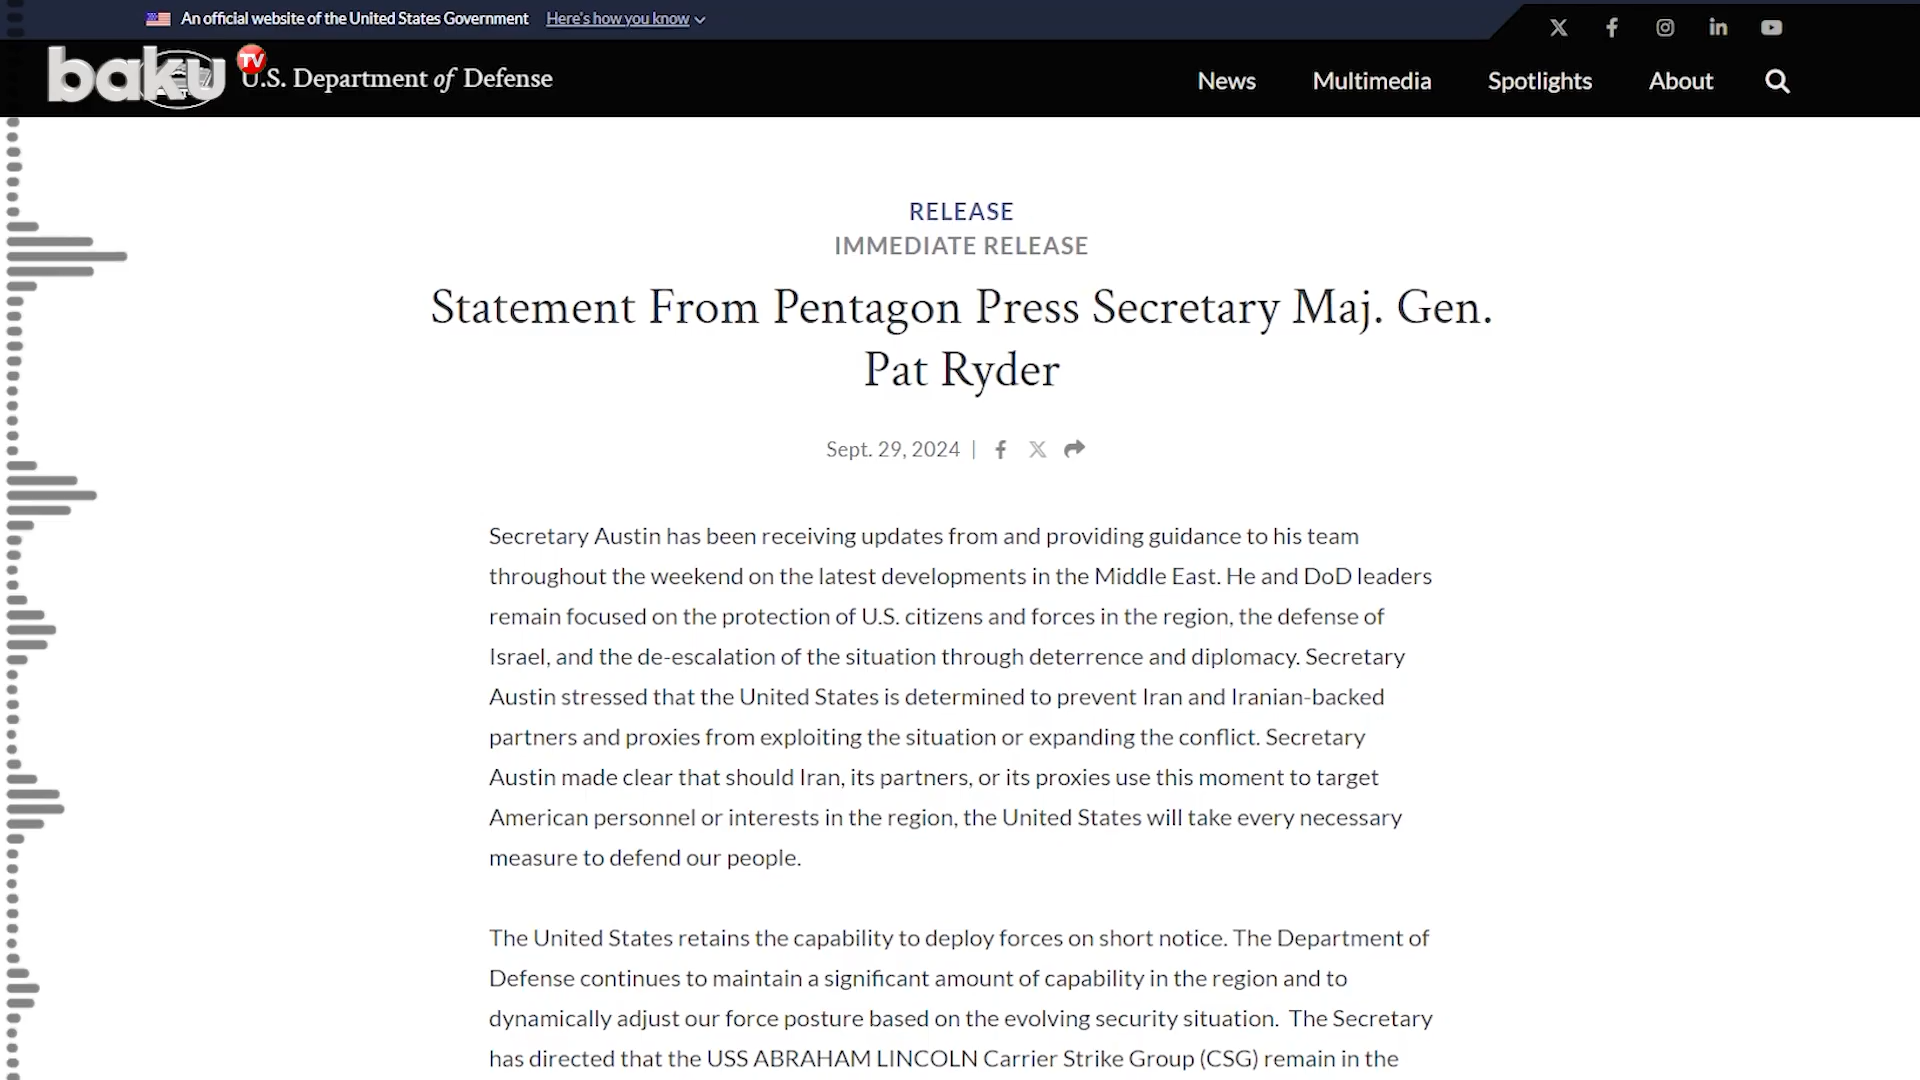 An official website of the United States Government Here's how you know
baku TV
U.S. Department of Defense
News Multimedia Spotlights About
RELEASE
IMMEDIATE RELEASE
Statement From Pentagon Press Secretary Maj. Gen.
Pat Ryder
Sept. 29, 2024 |
Secretary Austin has been receiving updates from and providing guidance to his team
throughout the weekend on the latest developments in the Middle East. He and DoD leaders
remain focused on the protection of U.S. citizens and forces in the region, the defense of
Israel, and the de-escalation of the situation through deterrence and diplomacy. Secretary
Austin stressed that the United States is determined to prevent Iran and Iranian-backed
partners and proxies from exploiting the situation or expanding the conflict. Secretary
Austin made clear that should Iran, its partners, or its proxies use this moment to target
American personnel or interests in the region, the United States will take every necessary
measure to defend our people.
The United States retains the capability to deploy forces on short notice. The Department of
Defense continues to maintain a significant amount of capability in the region and to
dynamically adjust our force posture based on the evolving security situation. The Secretary
has directed that the USS ABRAHAM LINCOLN Carrier Strike Group (CSG) remain in the